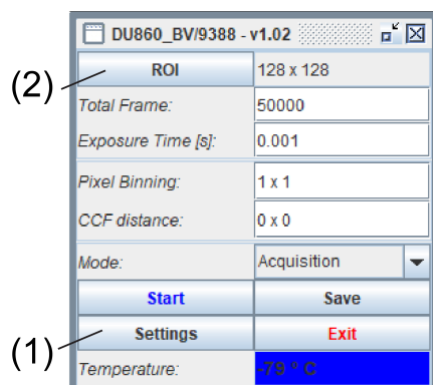 DU860_BV/9388 - v1.02
(2)
ROI 128 x 128
Total Frame: 50000
Exposure Time [s]: 0.001
Pixel Binning: 1 x 1
CCF distance: 0 x 0
Mode: Acquisition
Start Save
(1)
Settings Exit
Temperature: -79 ° C